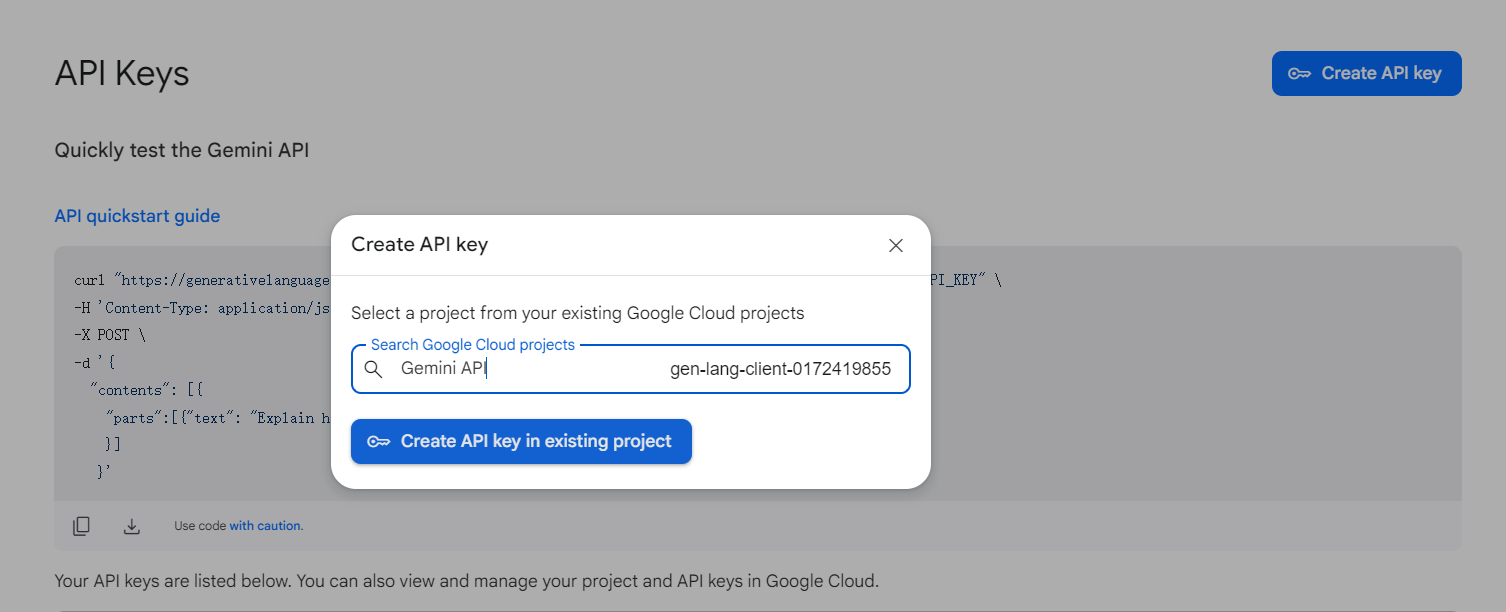 API Keys
Create API key
Quickly test the Gemini API
API quickstart guide
Create API key
curl "https://generativelanguage
PI_KEY" \
-H 'Content-Type: application/js
Select a project from your existing Google Cloud projects
-X POST \
Search Google Cloud projects
-d '{
Gemini API
gen-lang-client-0172419855
"contents": [{
"parts":[{"text": "Explain h
Create API key in existing project
}]
}'
Use code with caution.
Your API keys are listed below. You can also view and manage your project and API keys in Google Cloud.